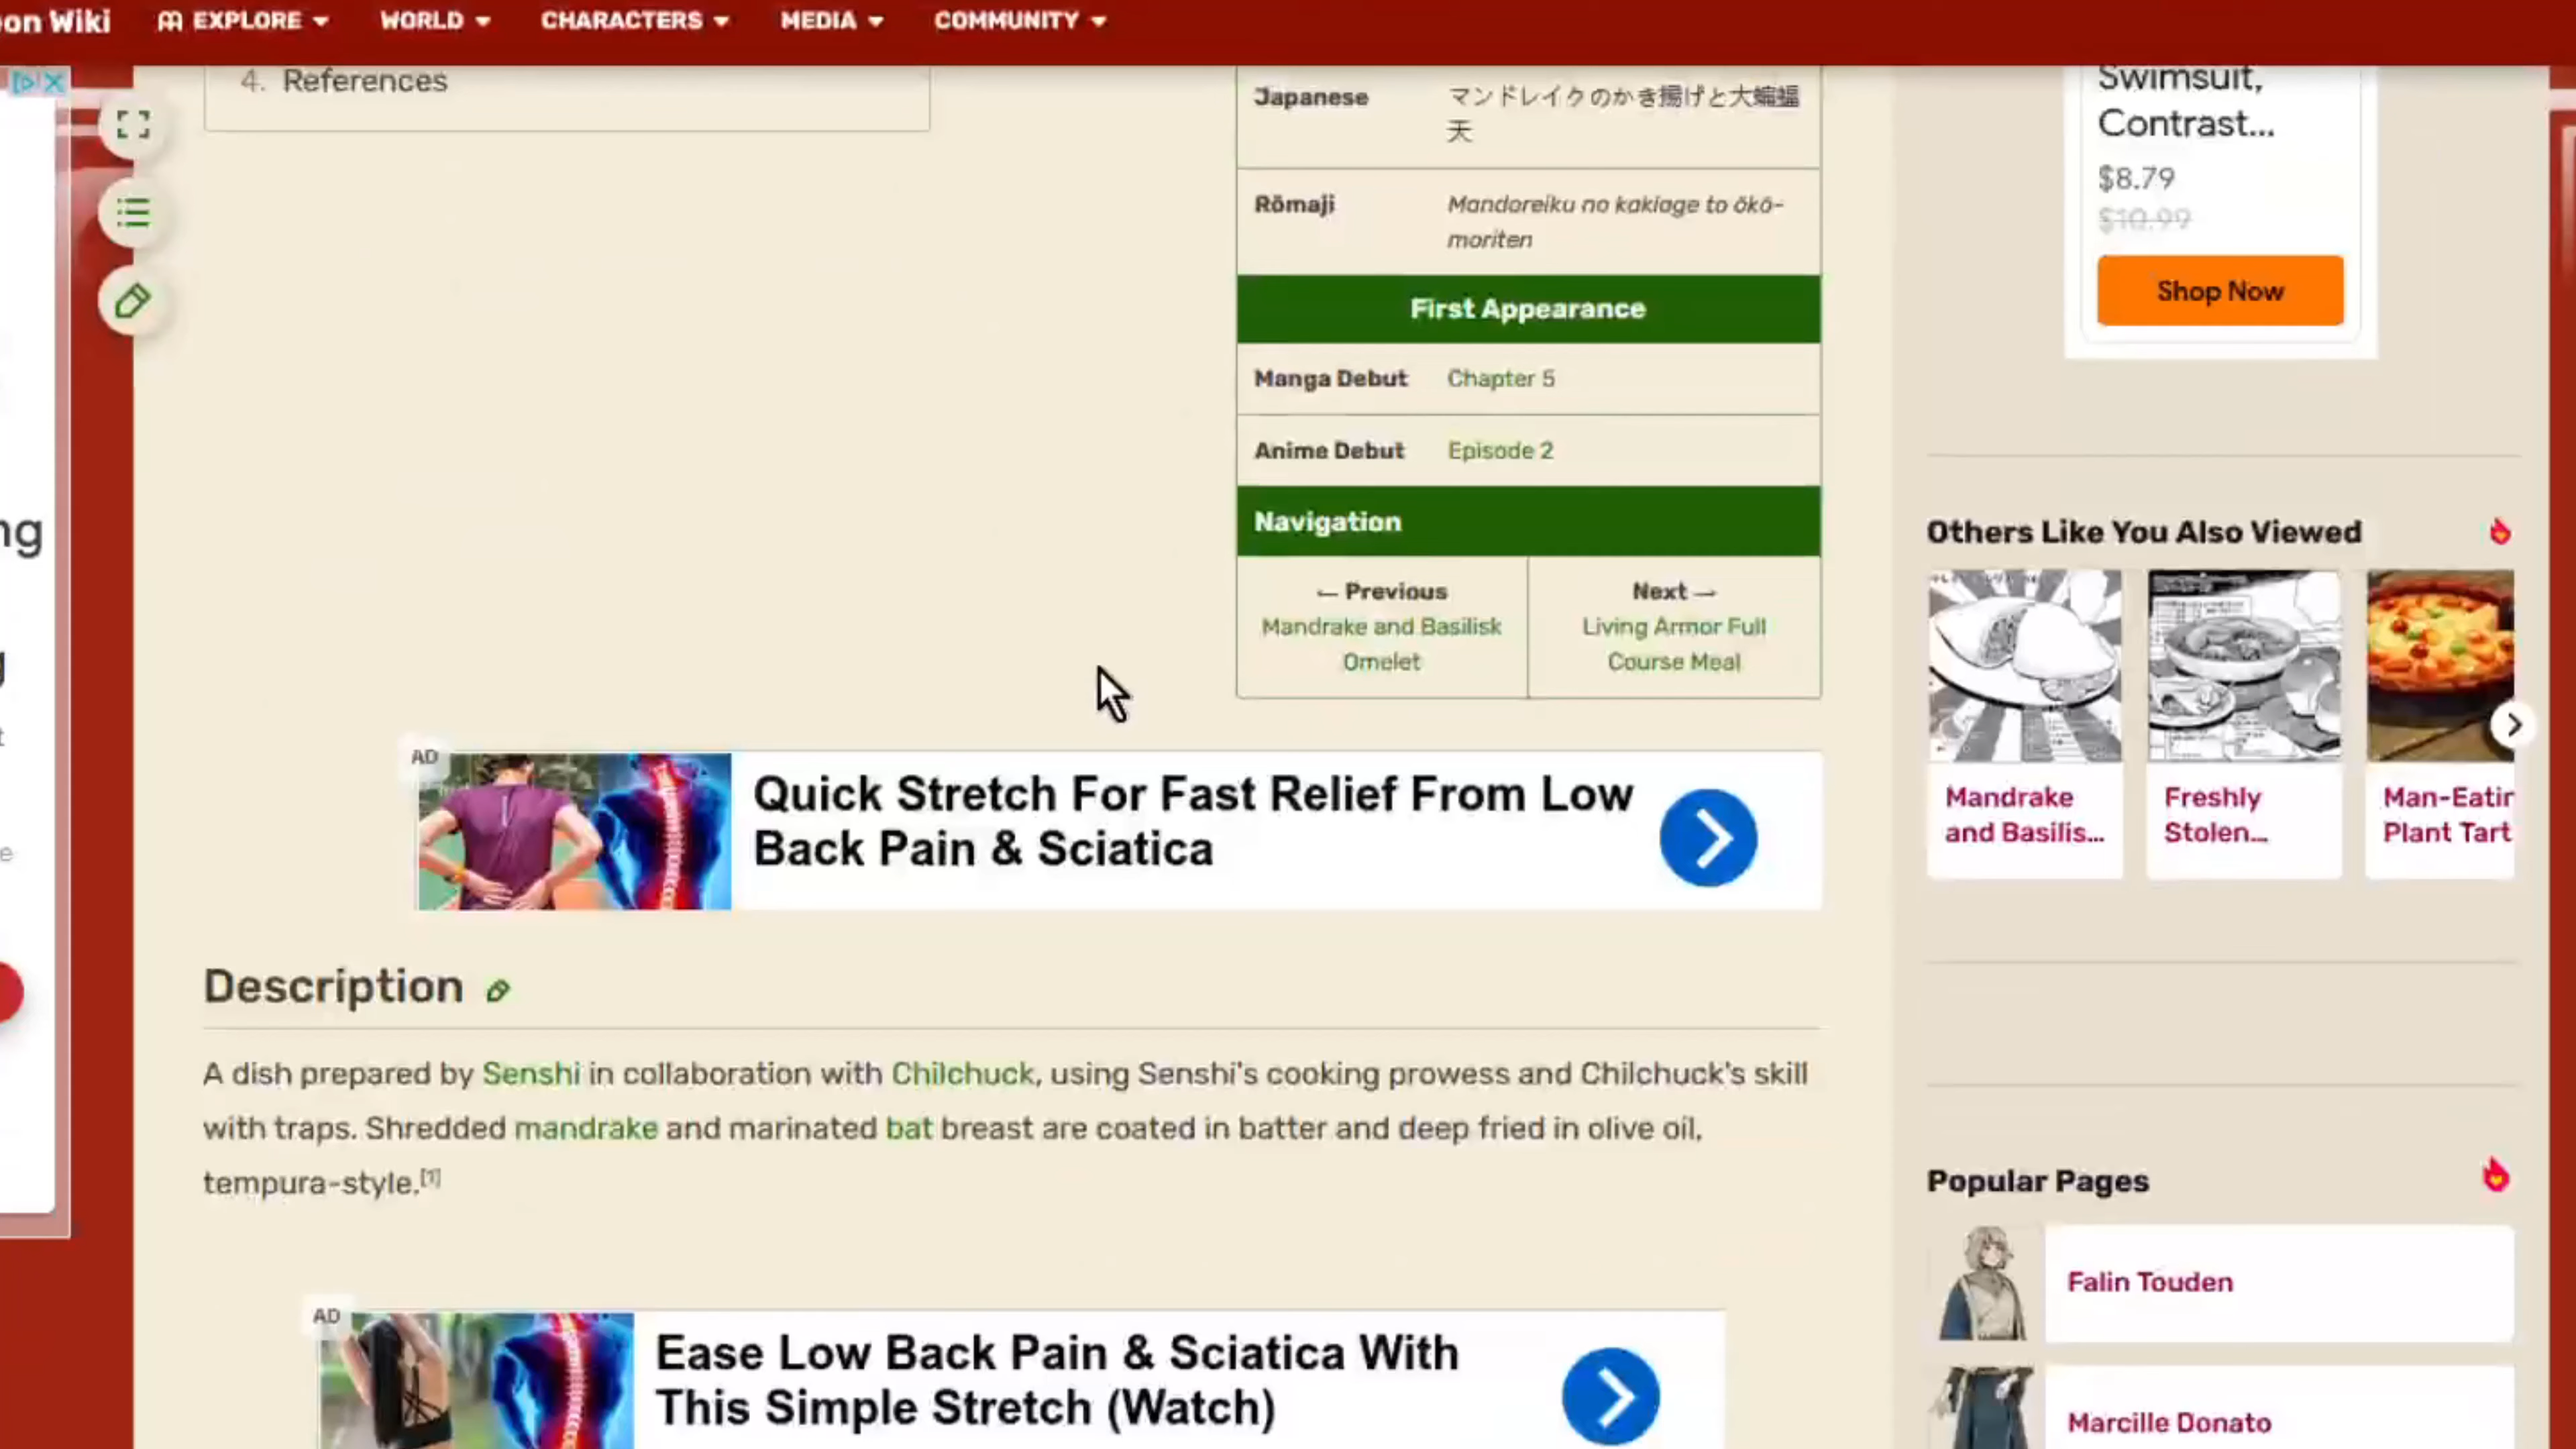 on Wiki
EXPLORE
WORLD
CHARACTERS
MEDIA
COMMUNITY
4. References
Japanese
マンドレイクのかき揚げと大蝙蝠
天
Rōmaji
Mandoreiku no kakiage to ōkō-
moriten
First Appearance
Manga Debut
Chapter 5
Anime Debut
Episode 2
Navigation
← Previous
Mandrake and Basilisk
Omelet
Next →
Living Armor Full
Course Meal
AD
Quick Stretch For Fast Relief From Low
Back Pain & Sciatica
Description
A dish prepared by Senshi in collaboration with Chilchuck, using Senshi's cooking prowess and Chilchuck's skill
with traps. Shredded mandrake and marinated bat breast are coated in batter and deep fried in olive oil,
tempura-style.[1]
AD
Ease Low Back Pain & Sciatica With
This Simple Stretch (Watch)
Swimsuit,
Contrast...
$8.79
$10.99
Shop Now
Others Like You Also Viewed
Mandrake
and Basilis...
Freshly
Stolen...
Man-Eatin
Plant Tart
Popular Pages
Falin Touden
Marcille Donato
ng